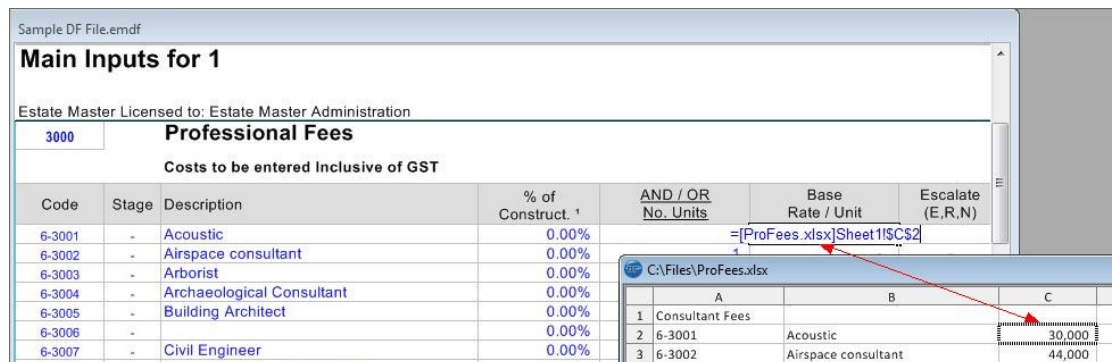 Sample DF File.emdf
Main Inputs for 1
Estate Master Licensed to: Estate Master Administration
3000 Professional Fees
Costs to be entered Inclusive of GST
Code Stage Description % of Construct. ¹ AND / OR No. Units Base Rate / Unit Escalate (E,R,N)
6-3001 - Acoustic 0.00% =[ProFees.xlsx]Sheet1!$C$2
6-3002 - Airspace consultant 0.00% 1
6-3003 - Arborist 0.00%
6-3004 - Archaeological Consultant 0.00%
6-3005 - Building Architect 0.00%
6-3006 - 0.00%
6-3007 - Civil Engineer 0.00%
C:\Files\ProFees.xlsx
A B C
1 Consultant Fees
2 6-3001 Acoustic 30,000
3 6-3002 Airspace consultant 44,000